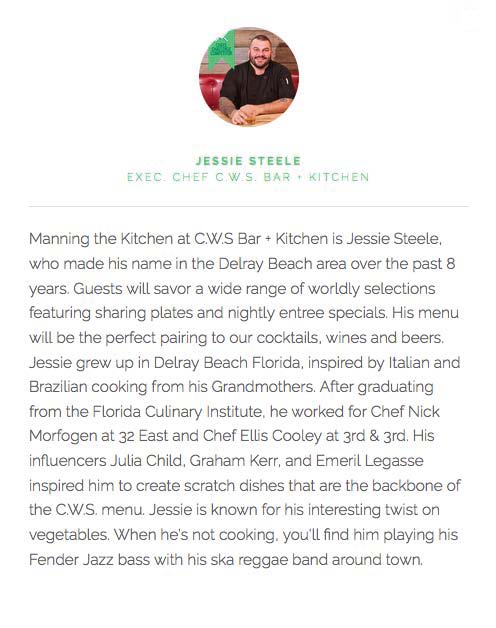 JESSIE STEELE
EXEC. CHEF C.W.S. BAR + KITCHEN
Manning the Kitchen at C.W.S Bar + Kitchen is Jessie Steele,
who made his name in the Delray Beach area over the past 8
years. Guests will savor a wide range of worldly selections
featuring sharing plates and nightly entree specials. His menu
will be the perfect pairing to our cocktails, wines and beers.
Jessie grew up in Delray Beach Florida, inspired by Italian and
Brazilian cooking from his Grandmothers. After graduating
from the Florida Culinary Institute, he worked for Chef Nick
Morfogen at 32 East and Chef Ellis Cooley at 3rd & 3rd. His
influencers Julia Child, Graham Kerr, and Emeril Legasse
inspired him to create scratch dishes that are the backbone of
the C.W.S. menu. Jessie is known for his interesting twist on
vegetables. When he's not cooking, you'll find him playing his
Fender Jazz bass with his ska reggae band around town.